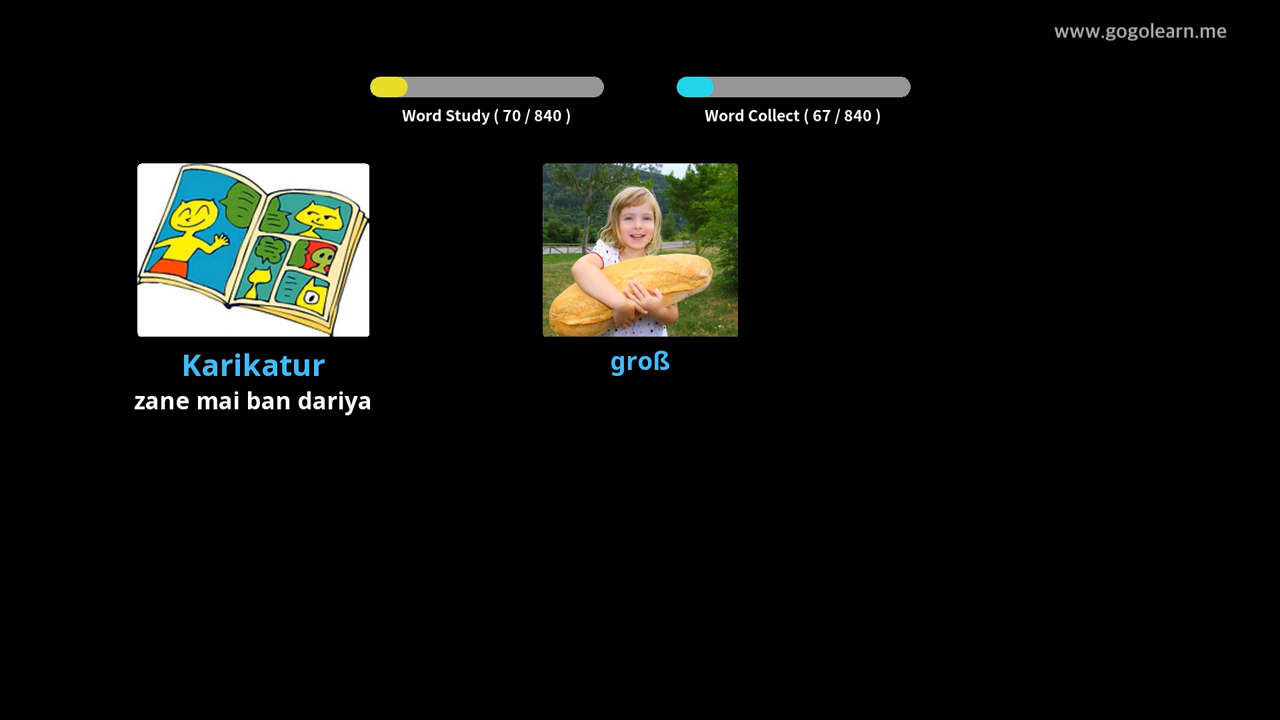 www.gogolearn.me
Word Study ( 70 / 840 )
Word Collect ( 67 / 840 )
Karikatur
zane mai ban dariya
groß